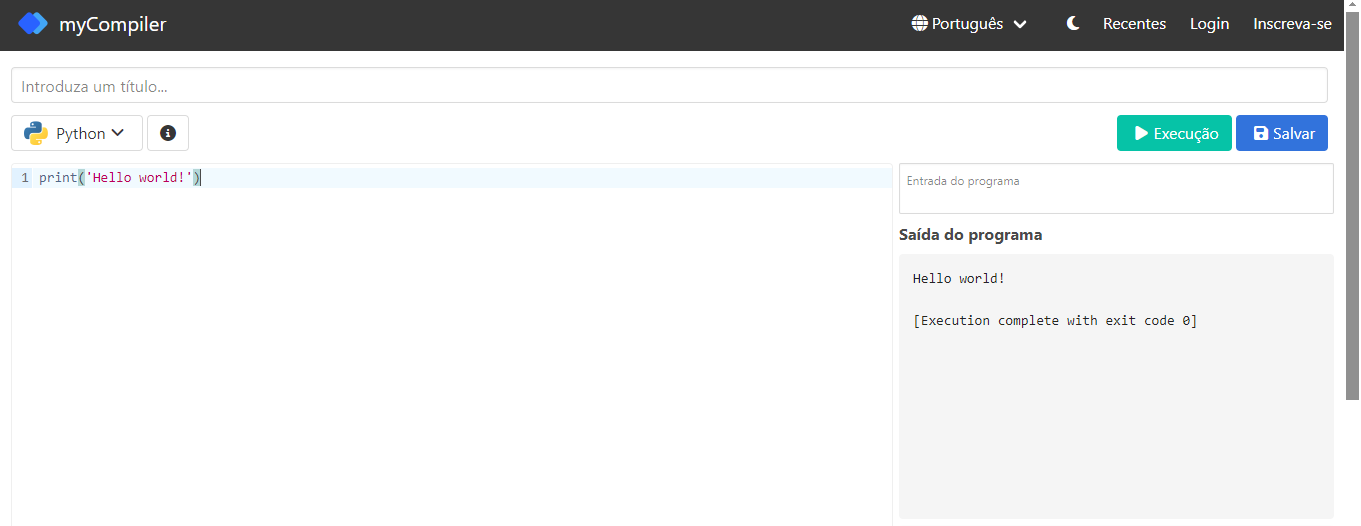 myCompiler
Português
Recentes
Login
Inscreva-se
Introduza um título...
Python
Execução
Salvar
1 print('Hello world!')
Entrada do programa
Saída do programa
Hello world!
[Execution complete with exit code 0]